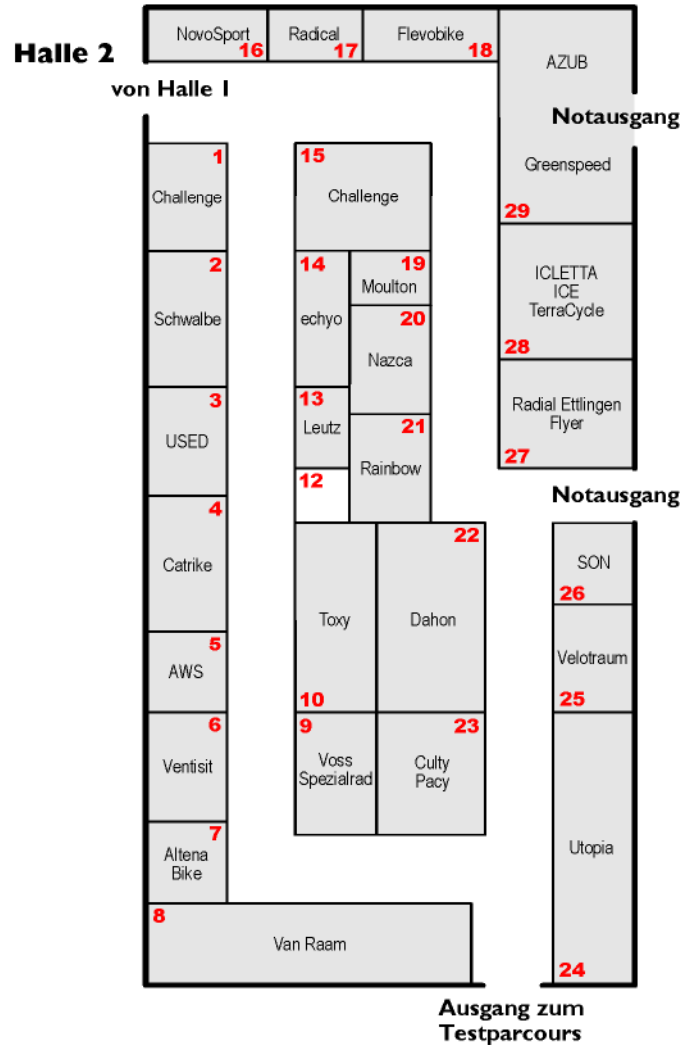 Halle 2
von Halle 1
NovoSport
16
Radical
17
Flevobike
18
AZUB
Notausgang
Greenspeed
29
1
Challenge
15
Challenge
2
Schwalbe
14
echyo
19
Moulton
20
Nazca
ICLETTA
ICE
TerraCycle
28
3
USED
13
Leutz
21
Rainbow
12
Radial Ettlingen
Flyer
27
Notausgang
4
Catrike
Toxy
10
22
Dahon
SON
26
5
AWS
Velotraum
25
6
Ventisit
9
Voss
Spezialrad
23
Culty
Pacy
7
Altena
Bike
Utopia
24
8
Van Raam
Ausgang zum
Testparcours